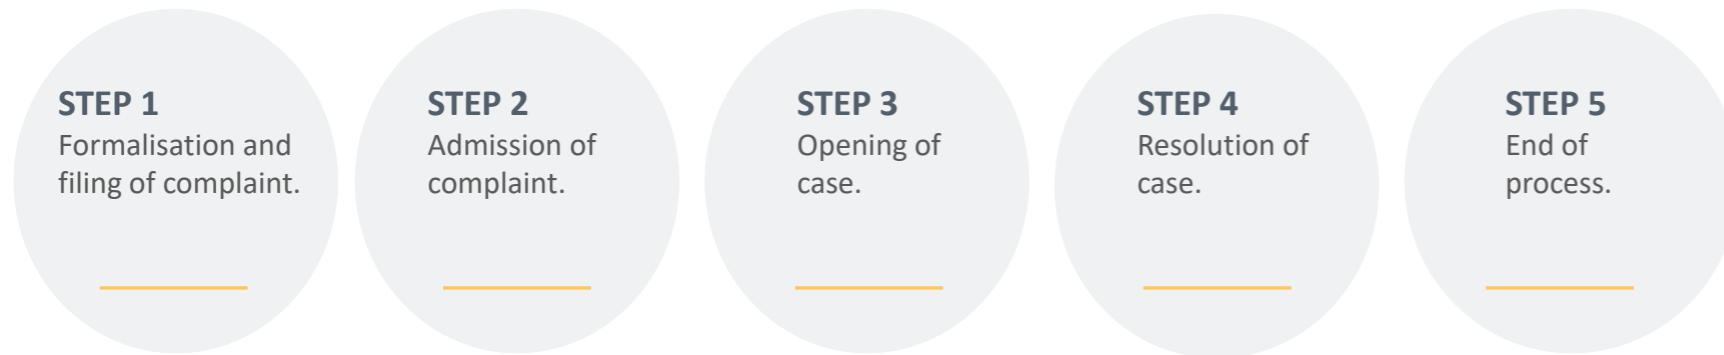 STEP 1
Formalisation and
filing of complaint.
STEP 2
Admission of
complaint.
STEP 3
Opening of
case.
STEP 4
Resolution of
case.
STEP 5
End of
process.